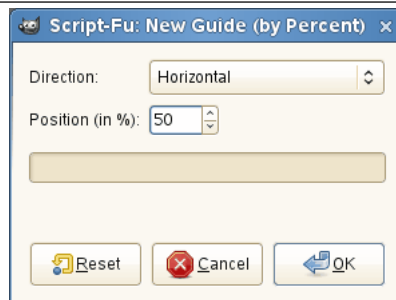 Script-Fu: New Guide (by Percent)
Direction: Horizontal
Position (in %): 50
Reset Cancel OK